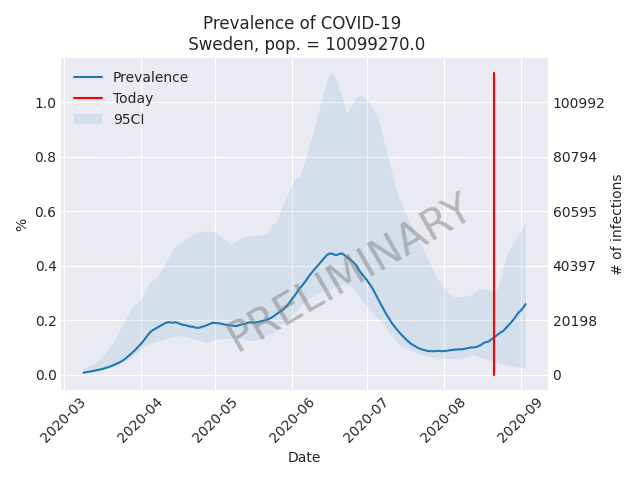 Prevalence of COVID-19
Sweden, pop. = 10099270.0
Prevalence
Today
95CI
%
1.0
0.8
0.6
0.4
0.2
0.0
100992
80794
60595
40397
20198
0
# of infections
PRELIMINARY
2020-03
2020-04
2020-05
2020-06
2020-07
2020-08
2020-09
Date